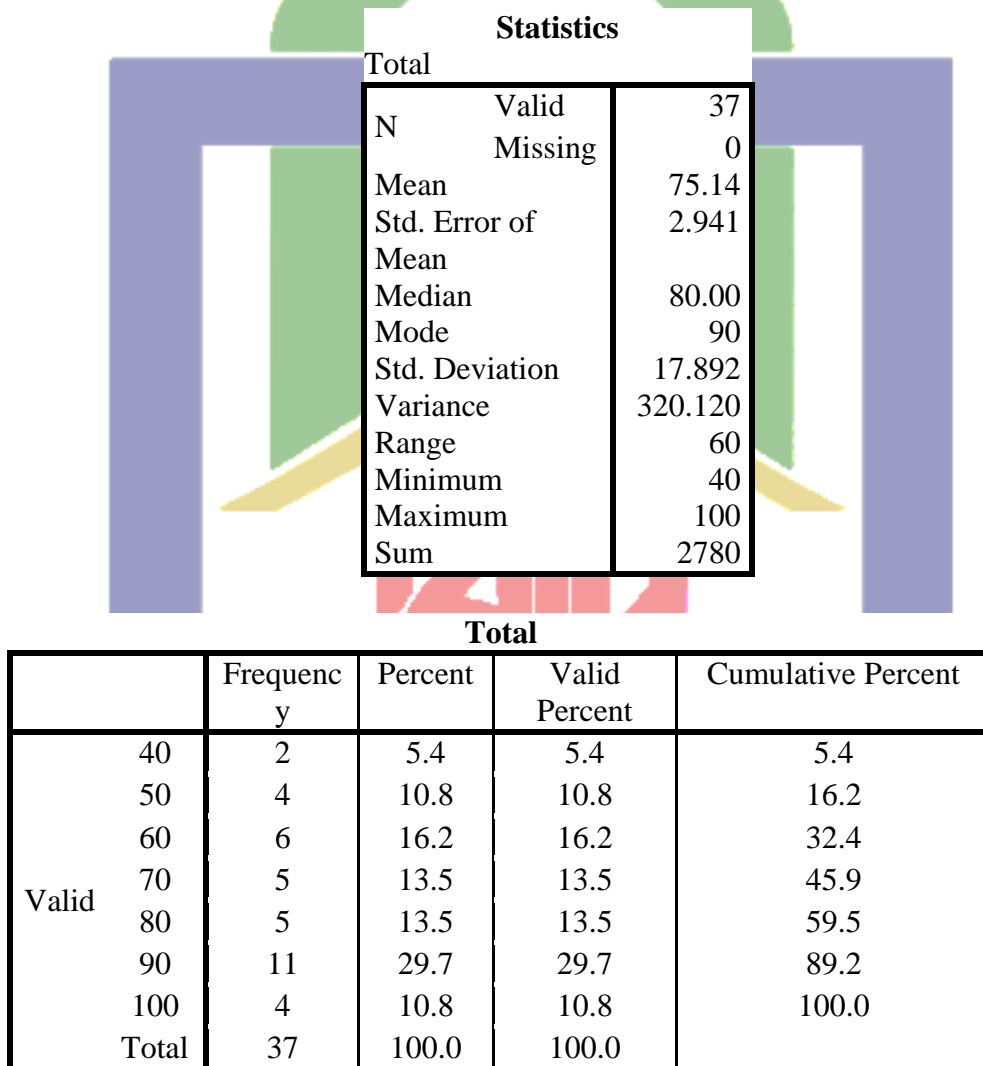 Statistics
Total
N Valid 37
Missing 0
Mean 75.14
Std. Error of 2.941
Mean
Median 80.00
Mode 90
Std. Deviation 17.892
Variance 320.120
Range 60
Minimum 40
Maximum 100
Sum 2780
Total
Frequenc Percent Valid Cumulative Percent
y Percent
Valid
40 2 5.4 5.4 5.4
50 4 10.8 10.8 16.2
60 6 16.2 16.2 32.4
70 5 13.5 13.5 45.9
80 5 13.5 13.5 59.5
90 11 29.7 29.7 89.2
100 4 10.8 10.8 100.0
Total 37 100.0 100.0